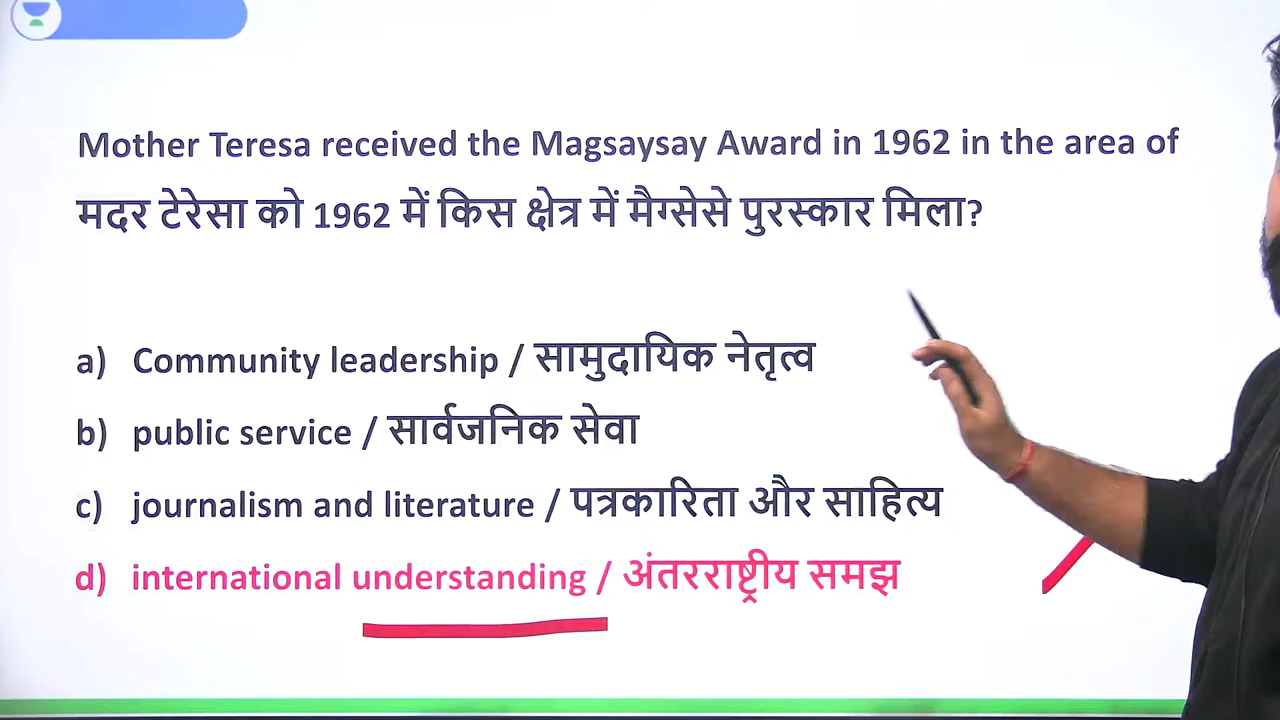 Mother Teresa received the Magsaysay Award in 1962 in the area of
मदर टेरेसा को 1962 में किस क्षेत्र में मैग्सेसे पुरस्कार मिला?
a) Community leadership / सामुदायिक नेतृत्व
b) public service / सार्वजनिक सेवा
c) journalism and literature / पत्रकारिता और साहित्य
d) international understanding / अंतरराष्ट्रीय समझ